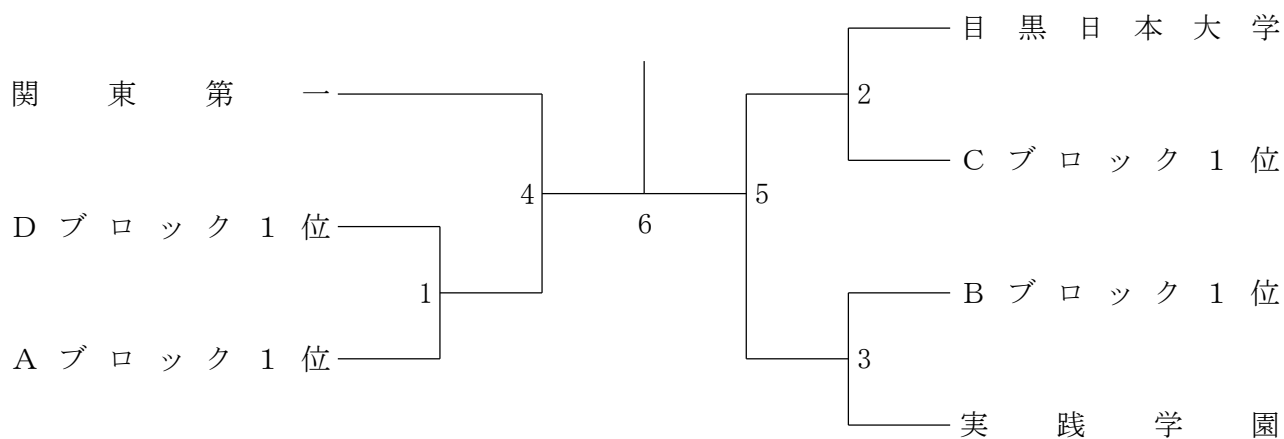 目黒日本大学
関東第一
2
Cブロック1位
4
5
Dブロック1位
6
1
Bブロック1位
Aブロック1位
3
実践学園